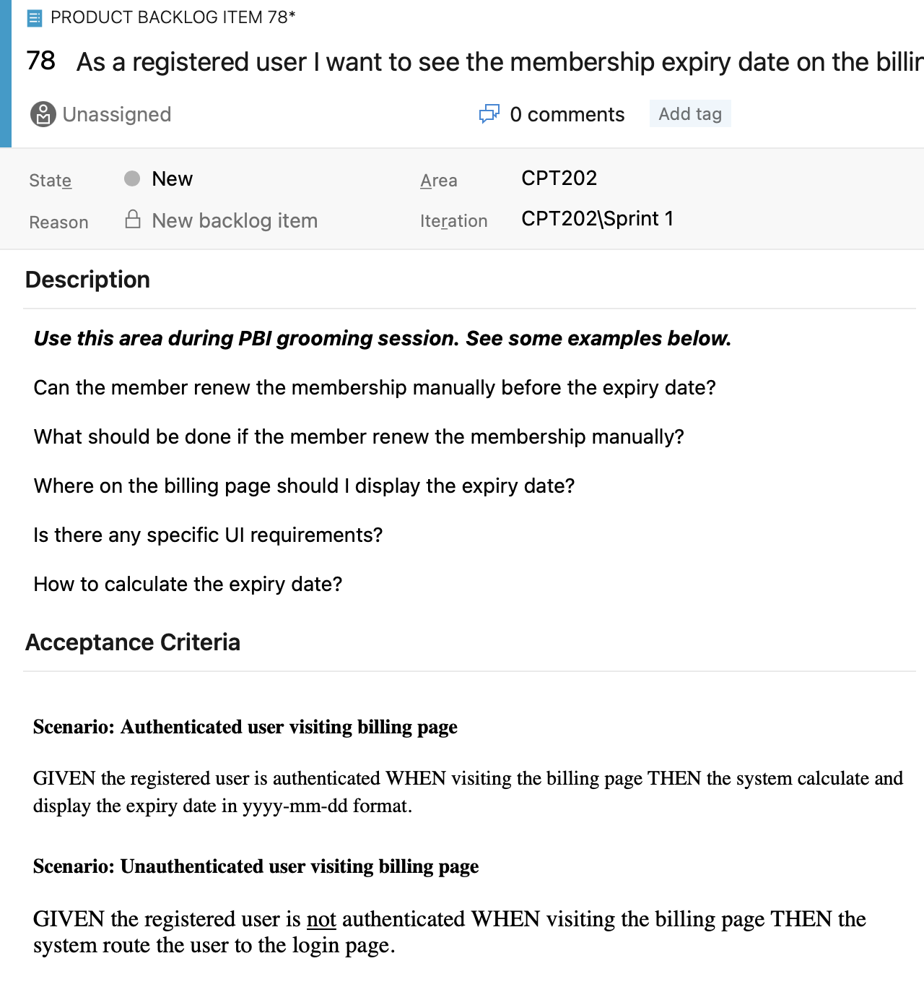 PRODUCT BACKLOG ITEM 78*
78 As a registered user I want to see the membership expiry date on the
Unassigned
0 comments
Add tag
State New Area CPT202
Reason New backlog item Iteration CPT202\Sprint 1
Description
Use this area during PBI grooming session. See some examples below.
Can the member renew the membership manually before the expiry date?
What should be done if the member renew the membership manually?
Where on the billing page should I display the expiry date?
Is there any specific UI requirements?
How to calculate the expiry date?
Acceptance Criteria
Scenario: Authenticated user visiting billing page
GIVEN the registered user is authenticated WHEN visiting the billing page THEN the system calculate and
display the expiry date in yyyy-mm-dd format.
Scenario: Unauthenticated user visiting billing page
GIVEN the registered user is not authenticated WHEN visiting the billing page THEN the
system route the user to the login page.